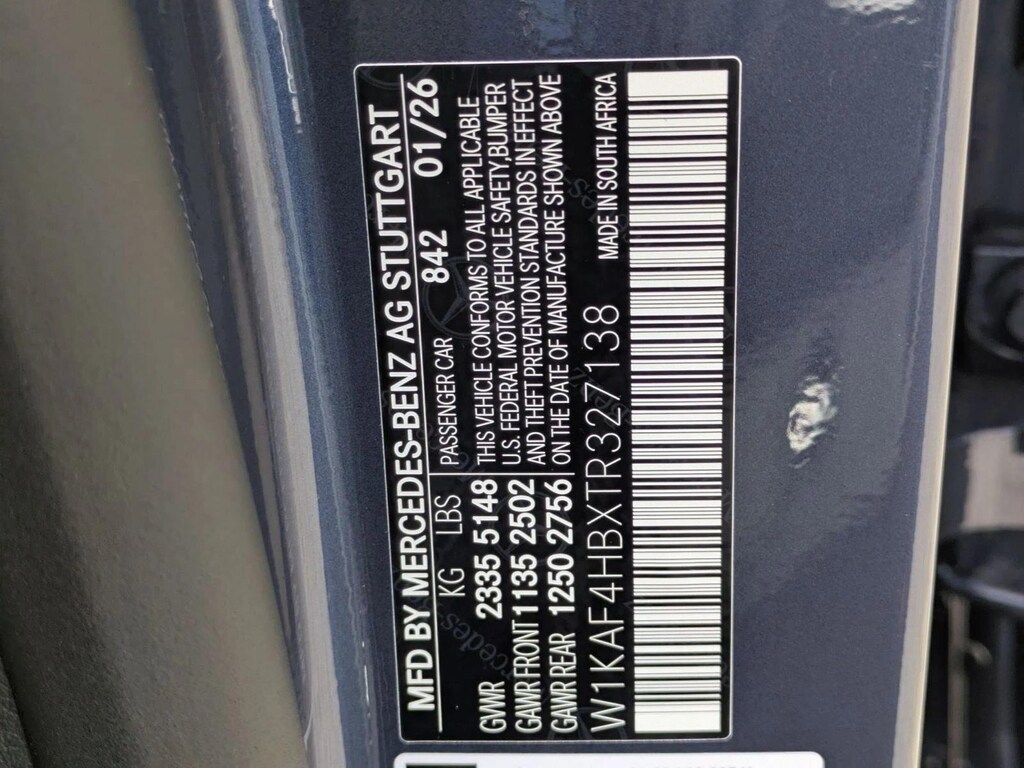 MFD BY MERCEDES-BENZ AG STUTTGART
KG LBS PASSENGER CAR 842 01/26
GVWR 2335 5148 THIS VEHICLE CONFORMS TO ALL APPLICABLE
U.S. FEDERAL MOTOR VEHICLE SAFETY,BUMPER
GAWR FRONT 1135 2502 AND THEFT PREVENTION STANDARDS IN EFFECT
GAWR REAR 1250 2756 ON THE DATE OF MANUFACTURE SHOWN ABOVE
W1KAF4HBXTR327138 MADE IN SOUTH AFRICA